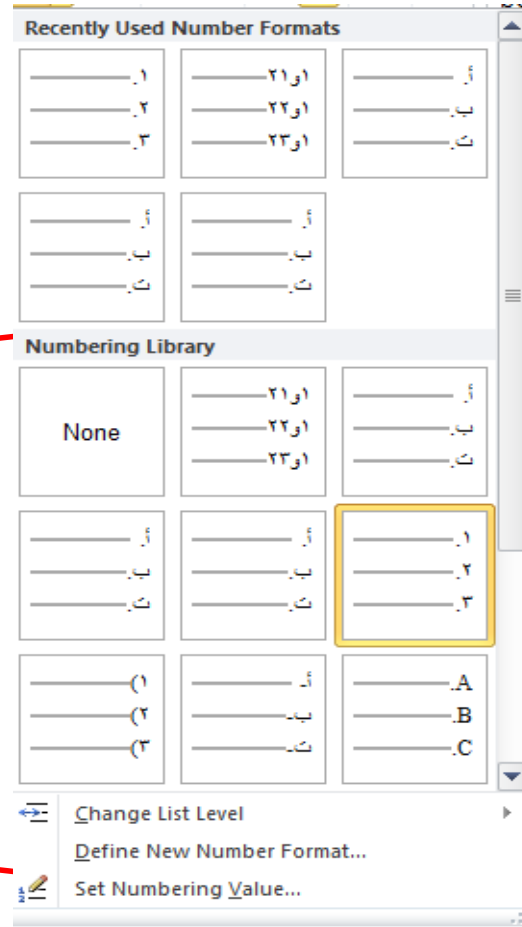 Recently Used Number Formats
١. ١و٢١ أ.
٢. ١و٢٢ ب.
٣. ١و٢٣ ت.
أ. أ.
ب. ب.
ت. ت.
Numbering Library
None
١و٢١ أ.
١و٢٢ ب.
١و٢٣ ت.
أ. أ. ١.
ب. ب. ٢.
ت. ت. ٣.
١) أ- A.
٢) ب- B.
٣) ت- C.
Change List Level
Define New Number Format...
Set Numbering Value...